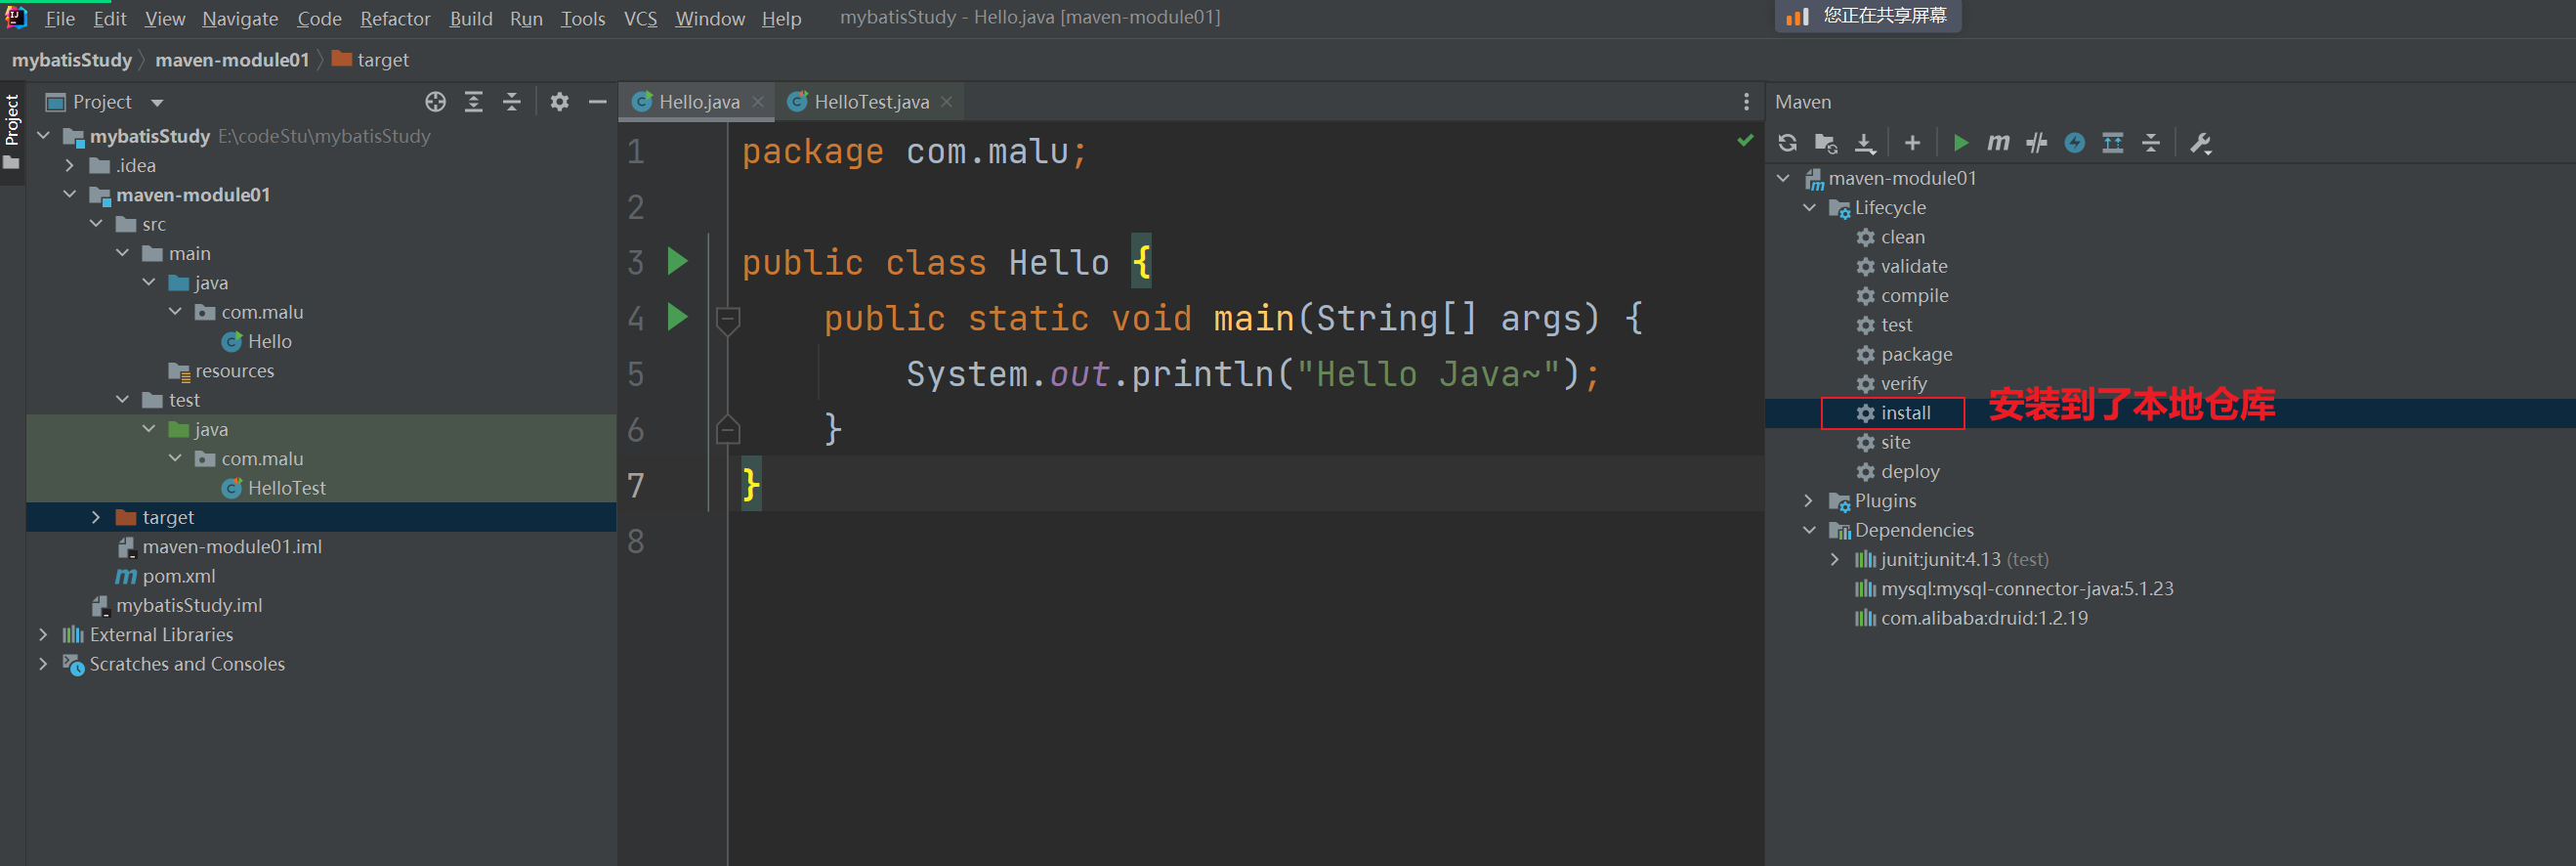 File Edit View Navigate Code Refactor Build Run Tools VCS Window Help mybatisStudy - Hello.java [maven-module01]
您正在共享屏幕
mybatisStudy maven-module01 target
Project
Project
mybatisStudy E:\codeStu\mybatisStudy
.idea
maven-module01
src
main
java
com.malu
Hello
resources
test
java
com.malu
HelloTest
target
maven-module01.iml
pom.xml
mybatisStudy.iml
External Libraries
Scratches and Consoles
Hello.java HelloTest.java
1 package com.malu;
2
3 public class Hello {
4 public static void main(String[] args) {
5 System.out.println("Hello Java~");
6 }
7 }
8
Maven
maven-module01
Lifecycle
clean
validate
compile
test
package
verify
install 安装到了本地仓库
site
deploy
Plugins
Dependencies
junit:junit:4.13 (test)
mysql:mysql-connector-java:5.1.23
com.alibaba:druid:1.2.19